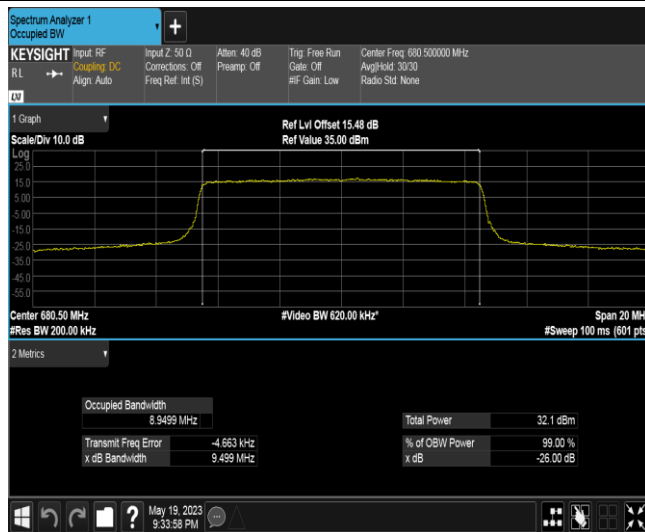 Spectrum Analyzer 1
Occupied BW
+
KEYSIGHT
RL
LXI
Input: RF
Coupling: DC
Align: Auto
Input Z: 50 Ω
Corrections: Off
Freq Ref: Int (S)
Atten: 40 dB
Preamp: Off
Trig: Free Run
Gate: Off
#IF Gain: Low
Center Freq: 680.500000 MHz
Avg|Hold: 30/30
Radio Std: None
1 Graph
Scale/Div 10.0 dB
Ref Lvl Offset 15.48 dB
Ref Value 35.00 dBm
Log
25.0
15.0
5.00
-5.00
-15.0
-25.0
-35.0
-45.0
-55.0
Center 680.50 MHz
#Video BW 620.00 kHz*
Span 20 MH
#Res BW 200.00 kHz
#Sweep 100 ms (601 pts
2 Metrics
Occupied Bandwidth
8.9499 MHz
Total Power 32.1 dBm
Transmit Freq Error -4.663 kHz
% of OBW Power 99.00 %
x dB Bandwidth 9.499 MHz
x dB -26.00 dB
?
May 19, 2023
9:33:58 PM